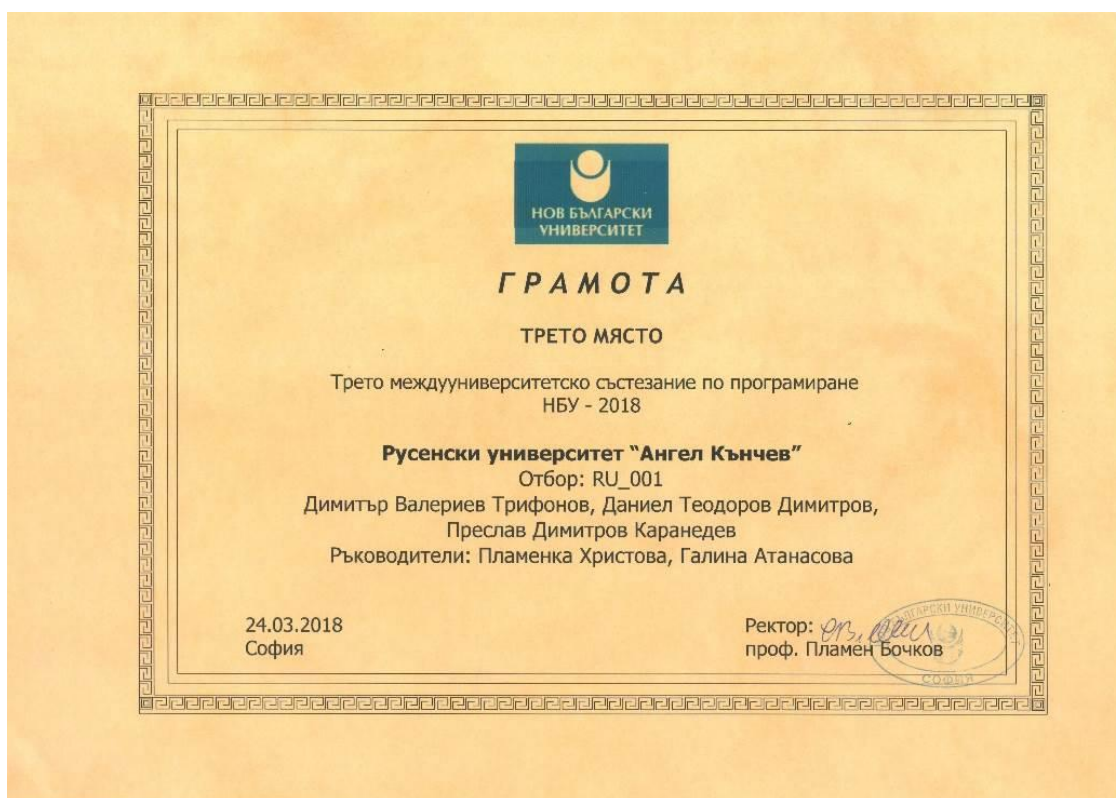 НОВ БЪЛГАРСКИ
УНИВЕРСИТЕТ
ГРАМОТА
ТРЕТО МЯСТО
Трето междууниверситетско състезание по програмиране
НБУ - 2018
Русенски университет “Ангел Кънчев”
Отбор: RU_001
Димитър Валериев Трифонов, Даниел Теодоров Димитров,
Преслав Димитров Каранедев
Ръководители: Пламенка Христова, Галина Атанасова
24.03.2018
София
Ректор:
проф. Пламен Бочков
СОФИЯ